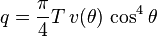 q = \frac{\pi}{4} T \, v(\theta) \, \cos^4 \theta